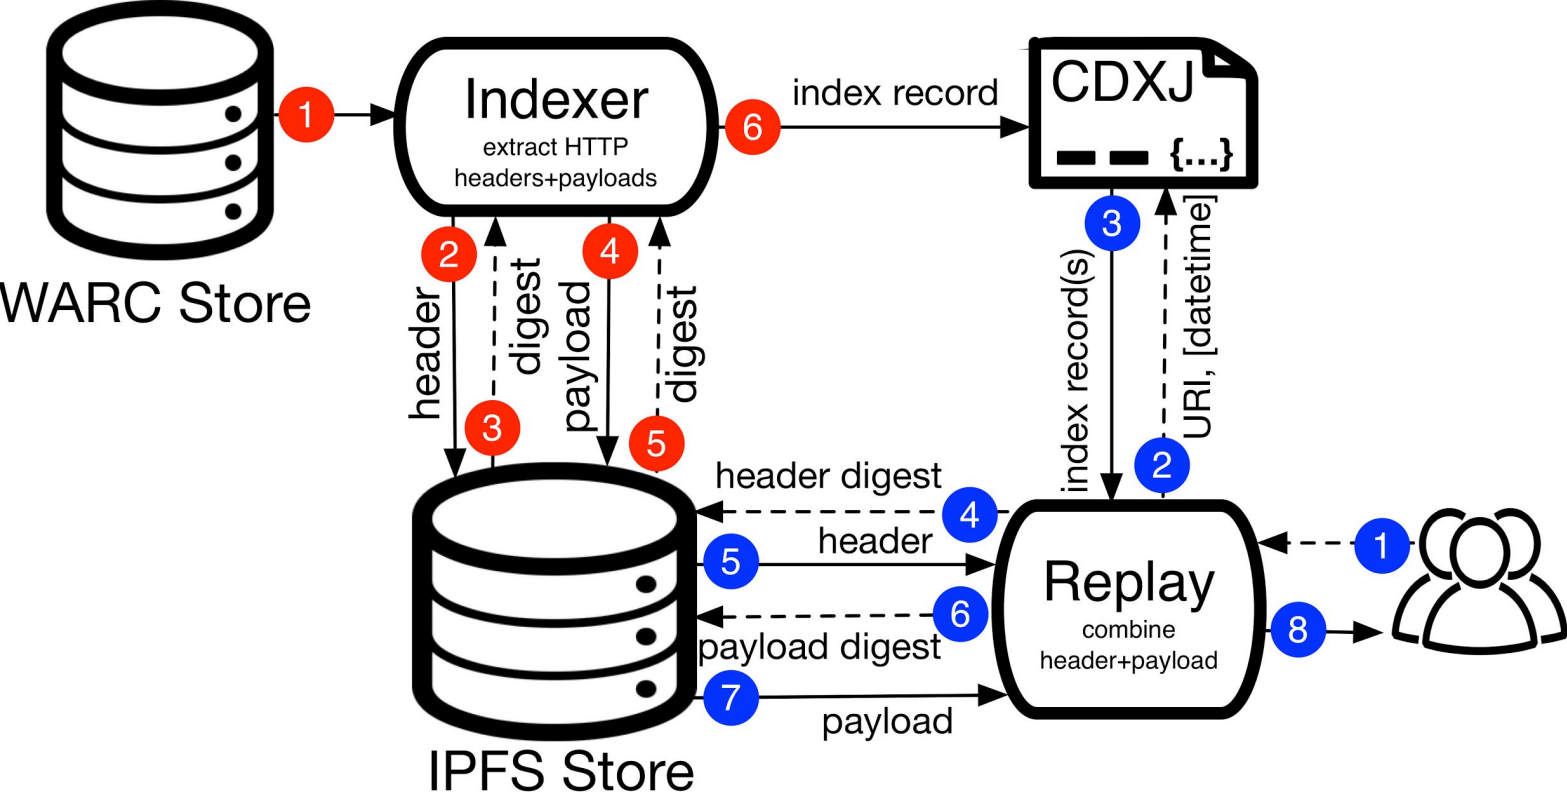 1
Indexer
extract HTTP
headers+payloads
6
index record
CDXJ
{...}
WARC Store
2
header
3
digest
4
payload
5
digest
3
index record(s)
2
URI, [datetime]
header digest
4
header
5
6
payload digest
7
payload
Replay
combine
header+payload
1
8
IPFS Store